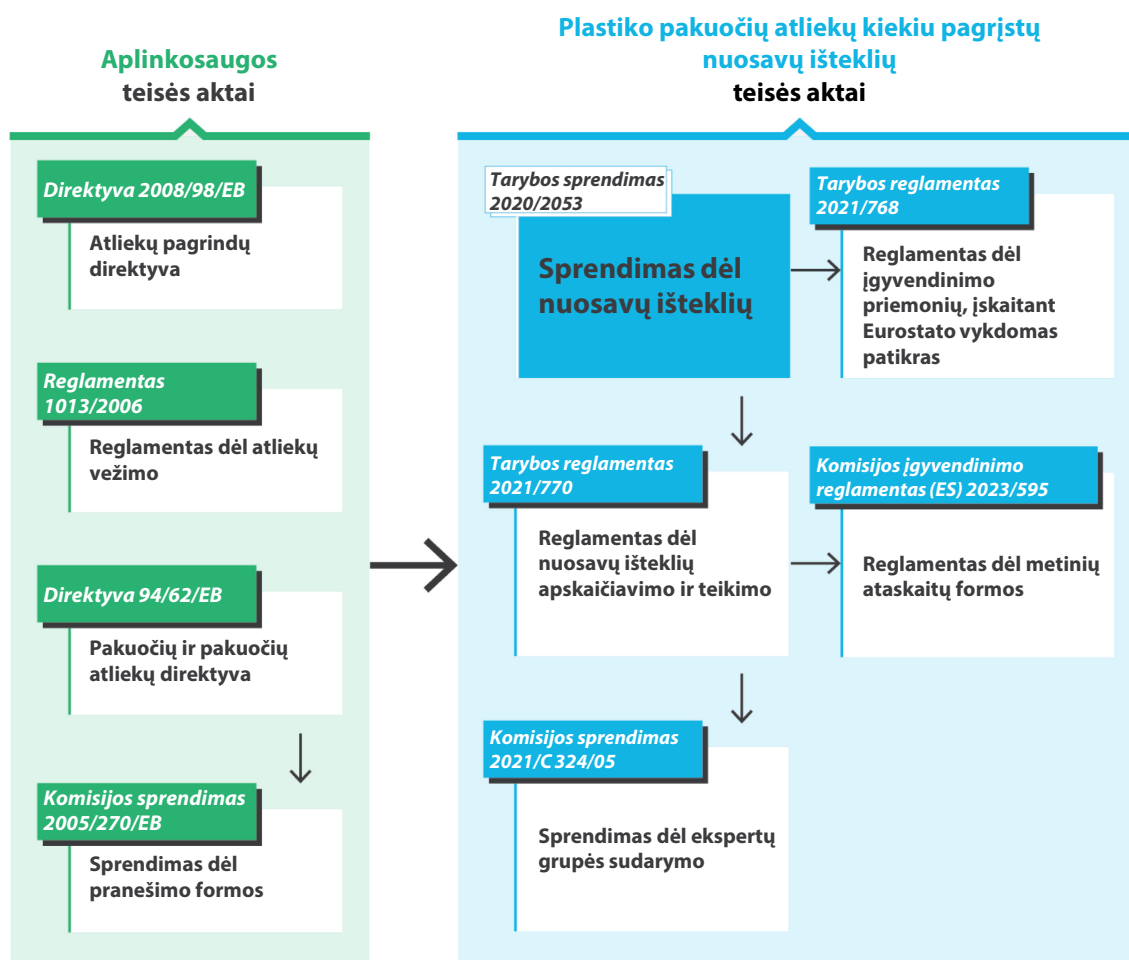 Aplinkosaugos
teisės aktai
Direktyva 2008/98/EB
Atliekų pagrindų
direktyva
Reglamentas
1013/2006
Reglamentas dėl atliekų
vežimo
Direktyva 94/62/EB
Pakuočių ir pakuočių
atliekų direktyva
Komisijos sprendimas
2005/270/EB
Sprendimas dėl
pranešimo formos
Plastiko pakuočių atliekų kiekiu pagrįstų
nuosavų išteklių
teisės aktai
Tarybos sprendimas
2020/2053
Sprendimas dėl
nuosavų išteklių
Tarybos reglamentas
2021/768
Reglamentas dėl
įgyvendinimo
priemonių, įskaitant
Eurostato vykdomas
patikras
Tarybos reglamentas
2021/770
Reglamentas dėl
nuosavų išteklių
apskaičiavimo ir teikimo
Komisijos įgyvendinimo
reglamentas (ES) 2023/595
Reglamentas dėl metinių
ataskaitų formos
Komisijos sprendimas
2021/C 324/05
Sprendimas dėl ekspertų
grupės sudarymo